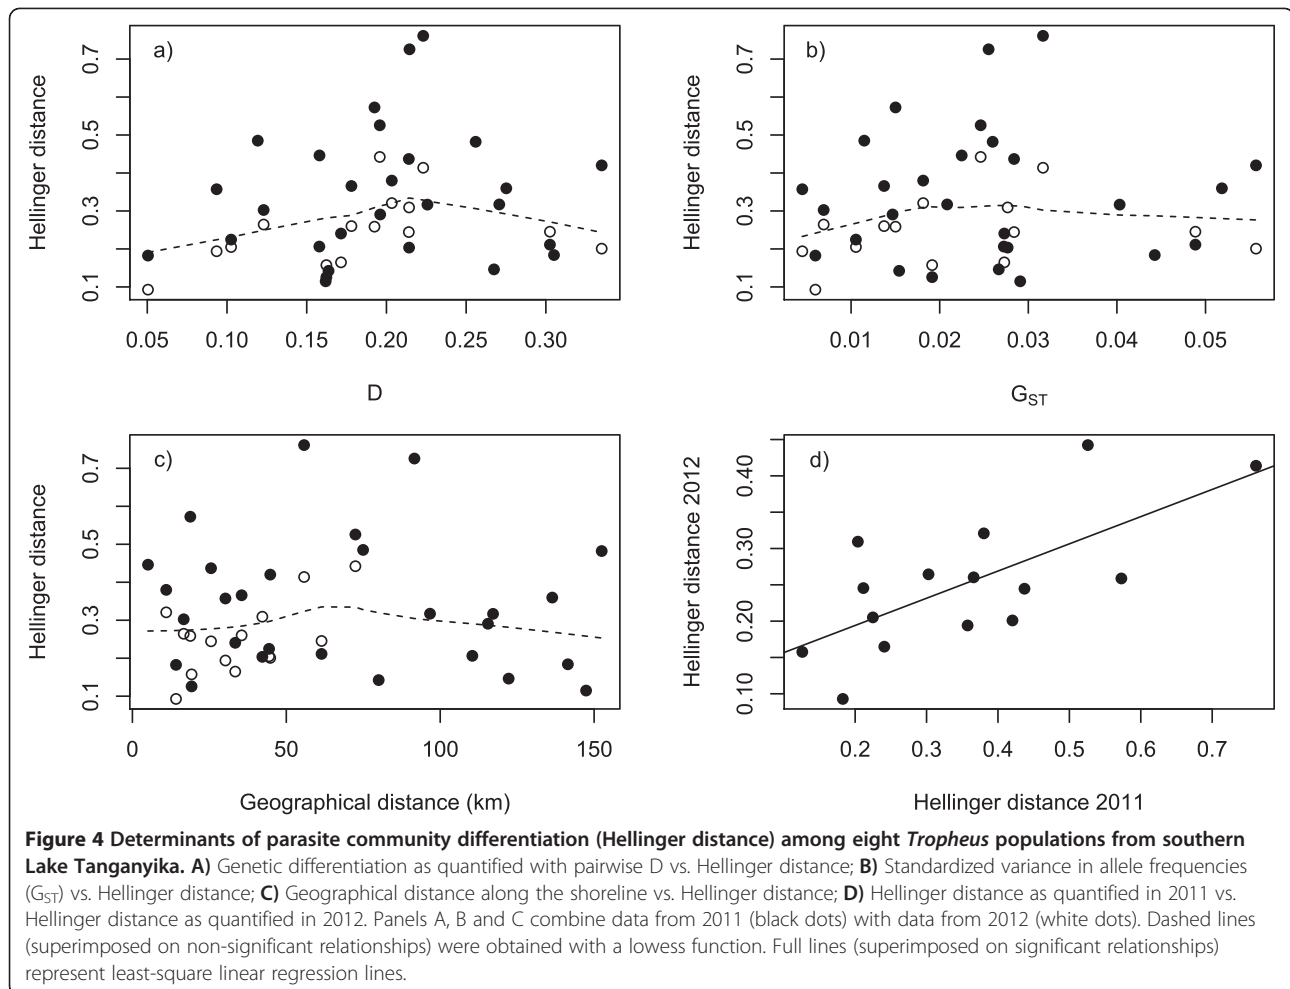 a)
Hellinger distance
0.1 0.3 0.5 0.7
0.05 0.10 0.15 0.20 0.25 0.30
D
b)
Hellinger distance
0.1 0.3 0.5 0.7
0.01 0.02 0.03 0.04 0.05
G_ST
c)
Hellinger distance
0.1 0.3 0.5 0.7
0 50 100 150
Geographical distance (km)
d)
Hellinger distance 2012
0.10 0.20 0.30 0.40
0.2 0.3 0.4 0.5 0.6 0.7
Hellinger distance 2011
Figure 4 Determinants of parasite community differentiation (Hellinger distance) among eight Tropheus populations from southern
Lake Tanganyika. A) Genetic differentiation as quantified with pairwise D vs. Hellinger distance; B) Standardized variance in allele frequencies
(G_ST) vs. Hellinger distance; C) Geographical distance along the shoreline vs. Hellinger distance; D) Hellinger distance as quantified in 2011 vs.
Hellinger distance as quantified in 2012. Panels A, B and C combine data from 2011 (black dots) with data from 2012 (white dots). Dashed lines
(superimposed on non-significant relationships) were obtained with a lowess function. Full lines (superimposed on significant relationships)
represent least-square linear regression lines.